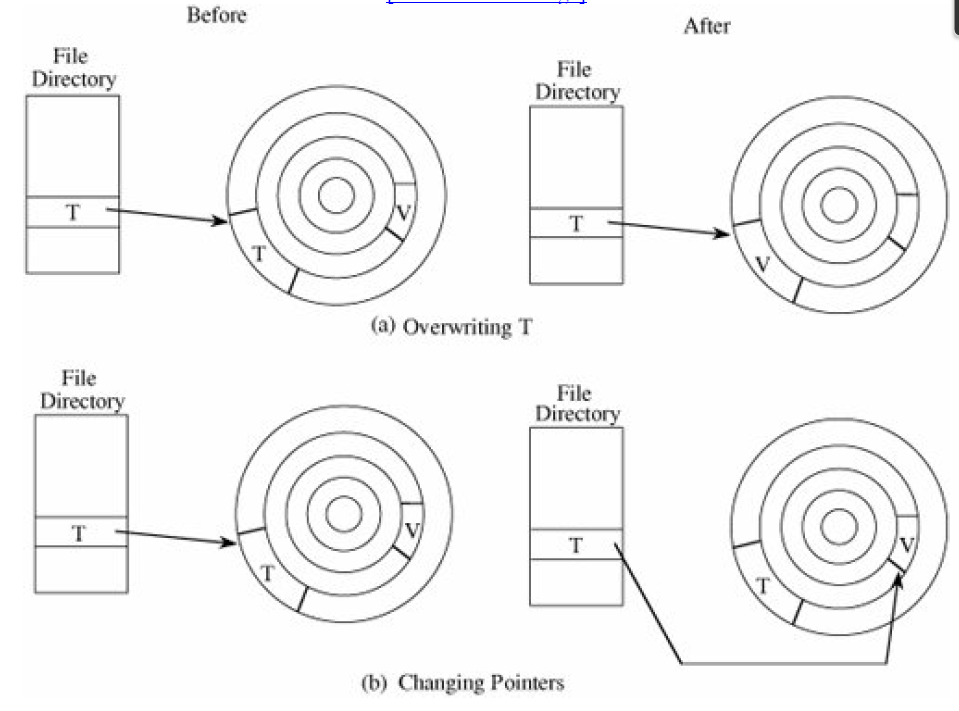 Before
After
File
Directory
T
T
V
File
Directory
T
V
(a) Overwriting T
File
Directory
T
T
V
File
Directory
T
T
V
(b) Changing Pointers